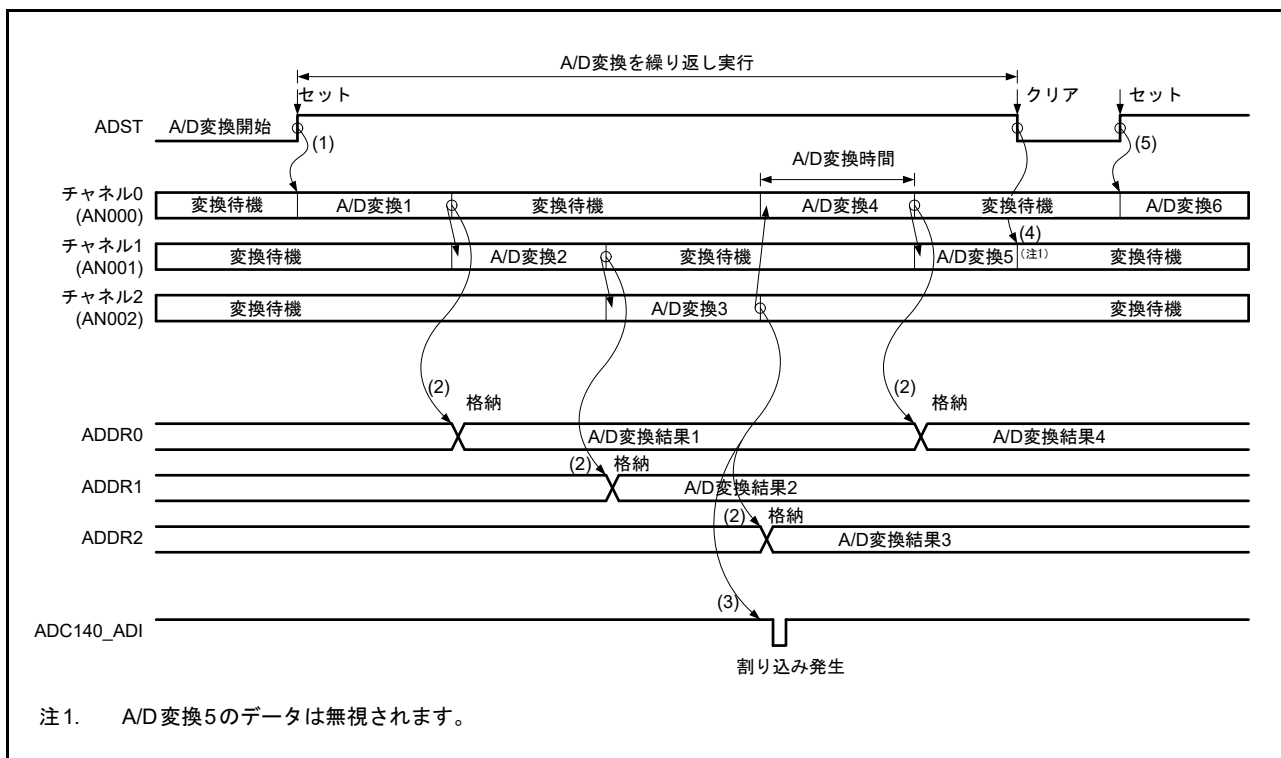 A/D変換を繰り返し実行
セット
クリア
セット
ADST
A/D変換開始
(1)
(5)
A/D変換時間
チャネル0
(AN000)
変換待機
A/D変換1
変換待機
A/D変換4
変換待機
A/D変換6
チャネル1
(AN001)
変換待機
A/D変換2
変換待機
A/D変換5
(4)
(注1)
変換待機
チャネル2
(AN002)
変換待機
A/D変換3
変換待機
(2)
格納
(2)
格納
ADDR0
A/D変換結果1
A/D変換結果4
(2)
格納
ADDR1
A/D変換結果2
(2)
格納
ADDR2
A/D変換結果3
(3)
ADC140_ADI
割り込み発生
注1. A/D変換5のデータは無視されます。